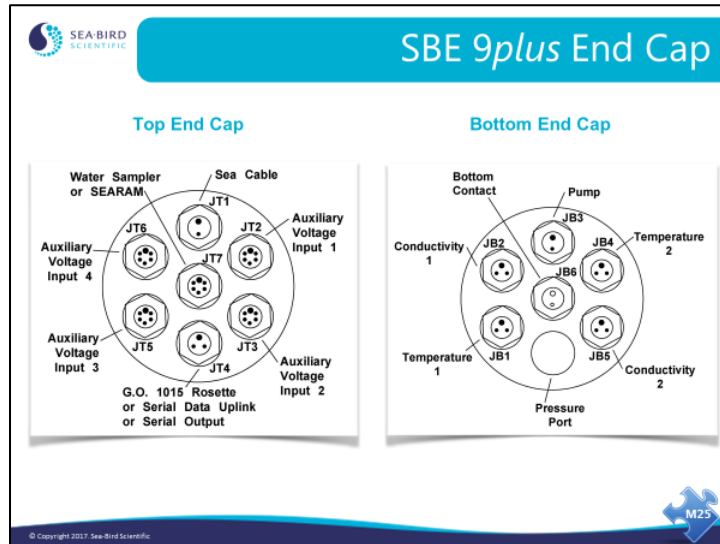 SEA·BIRD
SCIENTIFIC
SBE 9plus End Cap
Top End Cap
Water Sampler
or SEARAM
Sea Cable
JT1
JT6
JT2
Auxiliary
Voltage
Input 1
Auxiliary
Voltage
Input 4
JT7
Auxiliary
Voltage
Input 3
JT5
JT4
JT3
Auxiliary
Voltage
Input 2
G.O. 1015 Rosette
or Serial Data Uplink
or Serial Output
Bottom End Cap
Bottom
Contact
Pump
JB3
JB2
JB4
Conductivity
1
Temperature
2
JB6
Temperature
1
JB1
JB5
Conductivity
2
Pressure
Port
M25
© Copyright 2017. Sea-Bird Scientific